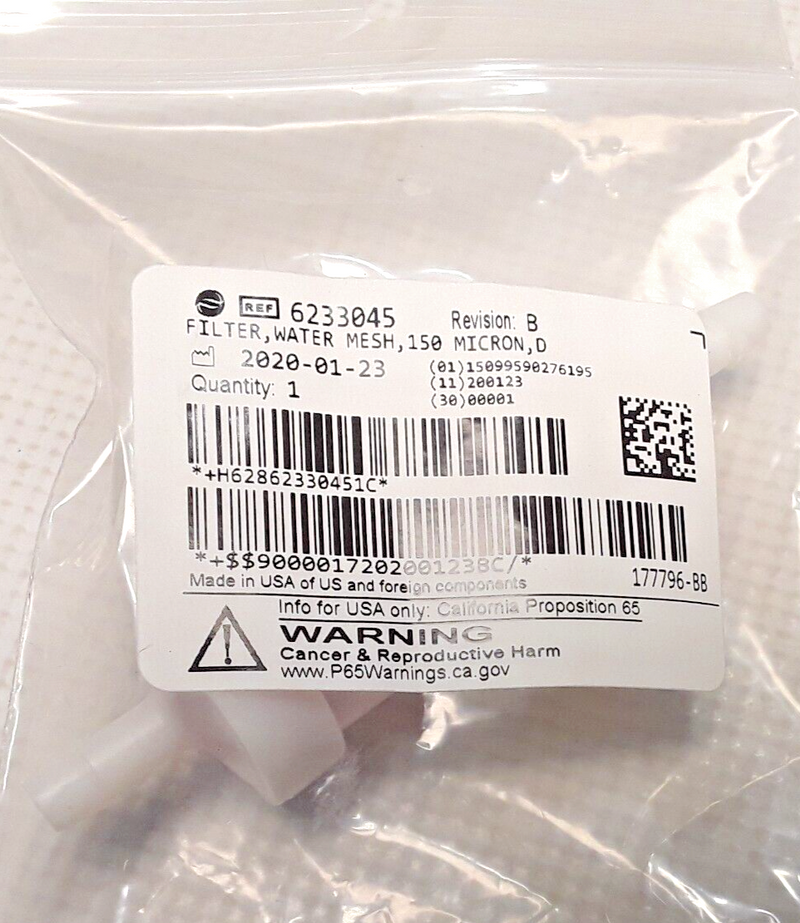 REF 6233045 Revision: B
FILTER,WATER MESH,150 MICRON,D
2020-01-23
Quantity: 1
(01)15099590276195
(11)200123
(30)00001
*+H62862330451C*
*+$$9000017202001238C/*
Made in USA of US and foreign components
177796-BB
Info for USA only: California Proposition 65
WARNING
Cancer & Reproductive Harm
www.P65Warnings.ca.gov